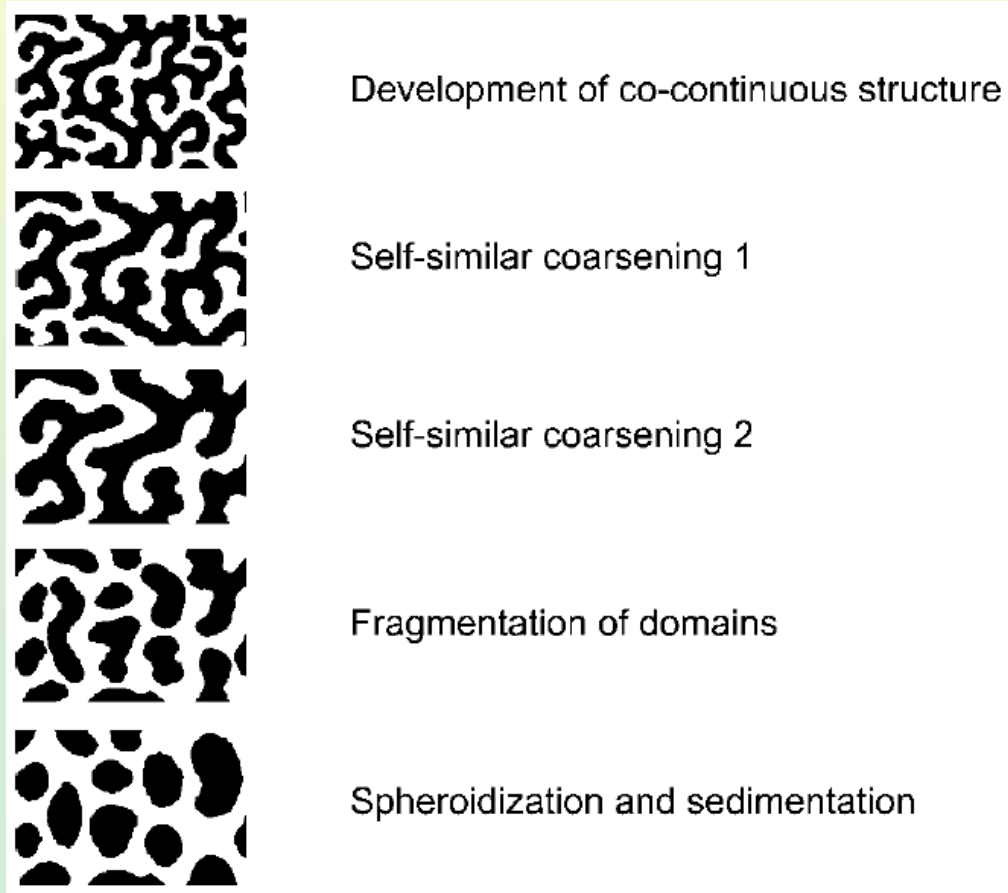 Development of co-continuous structure
Self-similar coarsening 1
Self-similar coarsening 2
Fragmentation of domains
Spheroidization and sedimentation